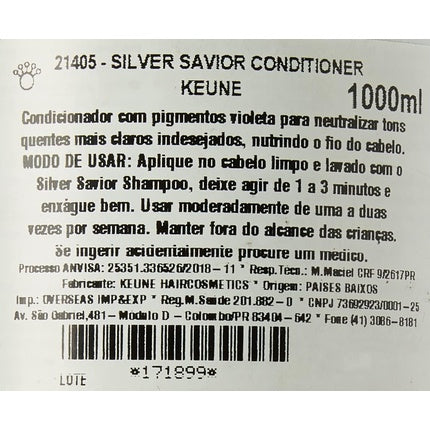 21405 - SILVER SAVIOR CONDITIONER
KEUNE
1000ml
Condicionador com pigmentos violeta para neutralizar tons
quentes mais claros indesejados, nutrindo o fio do cabelo.
MODO DE USAR: Aplique no cabelo limpo e lavado com o
Silver Savior Shampoo, deixe agir de 1 a 3 minutos e
enxágue bem. Usar moderadamente de uma a duas
vezes por semana. Manter fora do alcance das crianças.
Se ingerir acidentalmente procure um médico.
Processo ANVISA: 25351.336526/2018-11 * Resp.Tecn.: M.Maciel CRF 9/2617PR
Fabricante: KEUNE HAIRCOSMETICS * Origem: PAISES BAIXOS
Imp.: OVERSEAS IMP&EXP * Reg.M.Saúde 201.882-0 * CNPJ 73692923/0001-25
Av. São Gabriel,481 - Módulo D - Colombo/PR 83404-642 * Fone (41) 3086-8181
*171899*
LOTE